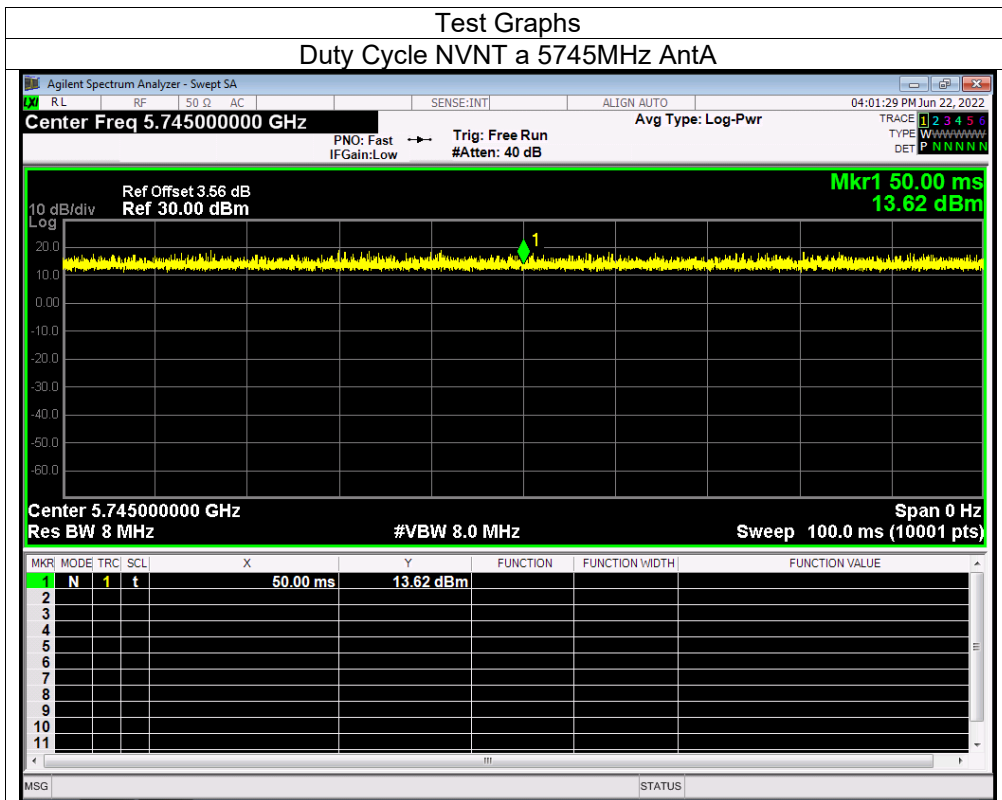 Test Graphs
Duty Cycle NVNT a 5745MHz AntA
Agilent Spectrum Analyzer - Swept SA
LXI RL RF 50 Ω AC SENSE:INT ALIGN AUTO 04:01:29 PM Jun 22, 2022
Center Freq 5.745000000 GHz Avg Type: Log-Pwr TRACE 1 2 3 4 5 6
PNO: Fast Trig: Free Run TYPE WWWWWWW
IFGain:Low #Atten: 40 dB DET P N N N N N
Mkr1 50.00 ms
Ref Offset 3.56 dB
10 dB/div Ref 30.00 dBm 13.62 dBm
Log
1
20.0
10.0
0.00
-10.0
-20.0
-30.0
-40.0
-50.0
-60.0
Center 5.745000000 GHz Span 0 Hz
Res BW 8 MHz #VBW 8.0 MHz Sweep 100.0 ms (10001 pts)
MKR MODE TRC SCL X Y FUNCTION FUNCTION WIDTH FUNCTION VALUE
1 N 1 t 50.00 ms 13.62 dBm
2
3
4
5
6
7
8
9
10
11
MSG STATUS